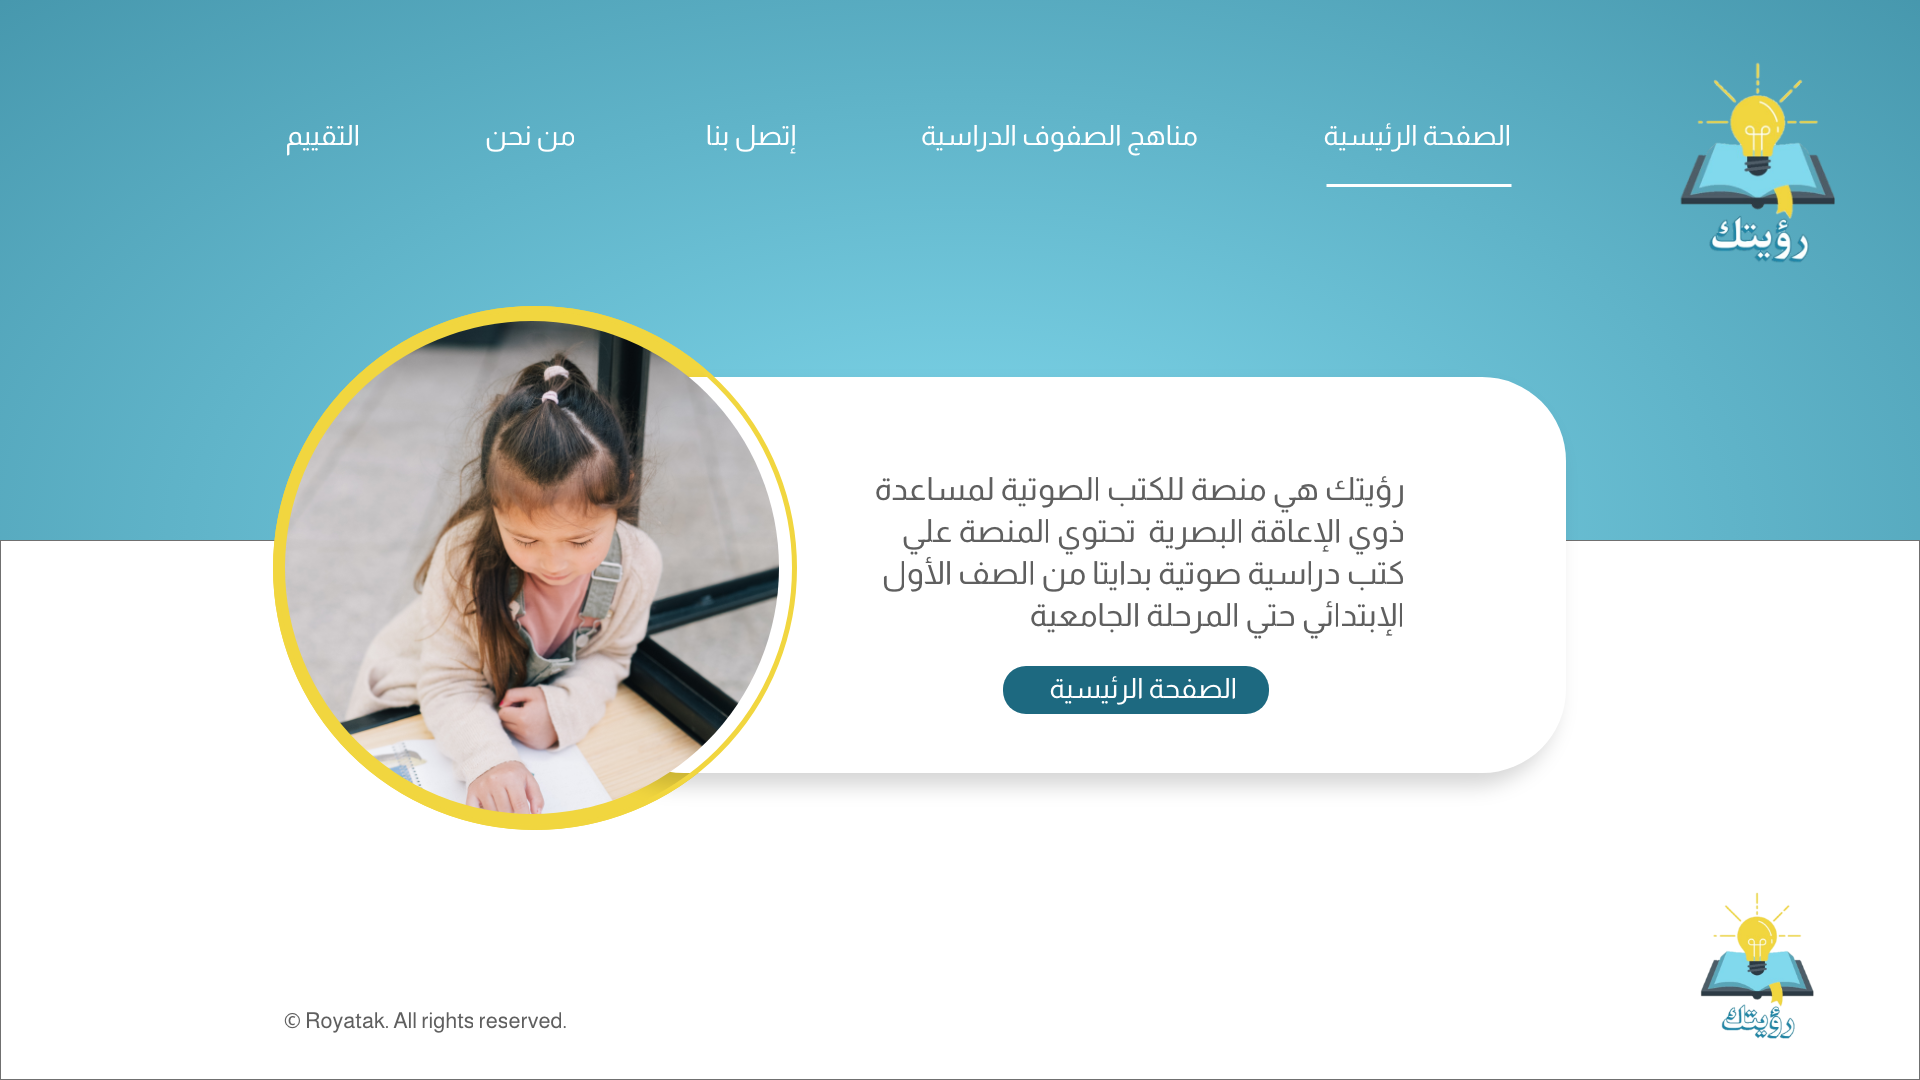 رؤيتك
الصفحة الرئيسية
مناهج الصفوف الدراسية
إتصل بنا
من نحن
التقييم
رؤيتك هي منصة للكتب الصوتية لمساعدة
ذوي الإعاقة البصرية تحتوي المنصة علي
كتب دراسية صوتية بدايتا من الصف الأول
الإبتدائي حتي المرحلة الجامعية
الصفحة الرئيسية
رؤيتك
© Royatak. All rights reserved.